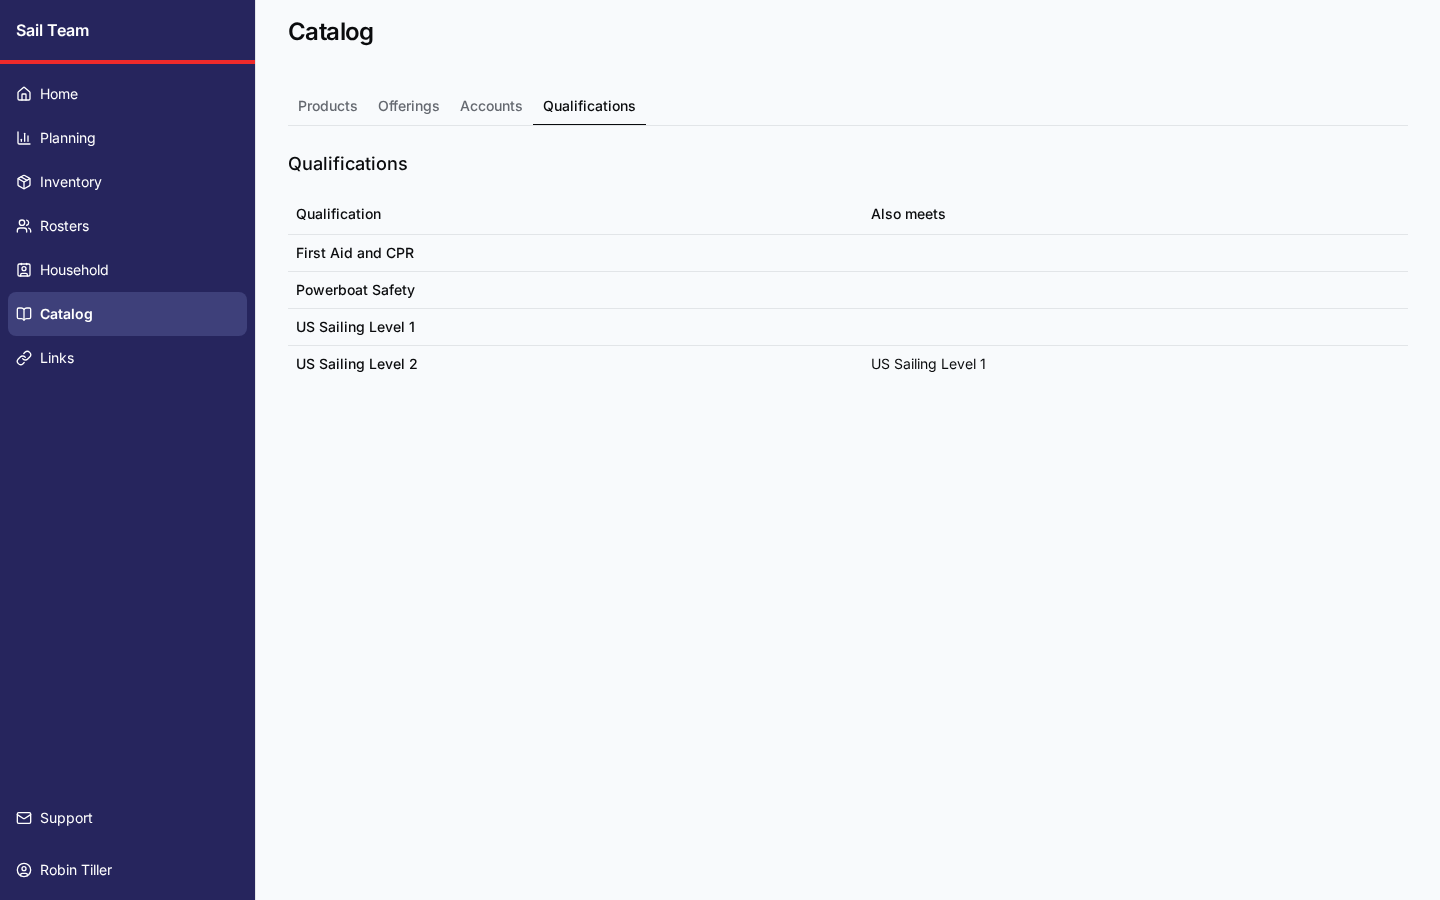 Sail Team
Home
Planning
Inventory
Rosters
Household
Catalog
Links
Support
Robin Tiller
Catalog
Products Offerings Accounts Qualifications
Qualifications
Qualification Also meets
First Aid and CPR
Powerboat Safety
US Sailing Level 1
US Sailing Level 2 US Sailing Level 1